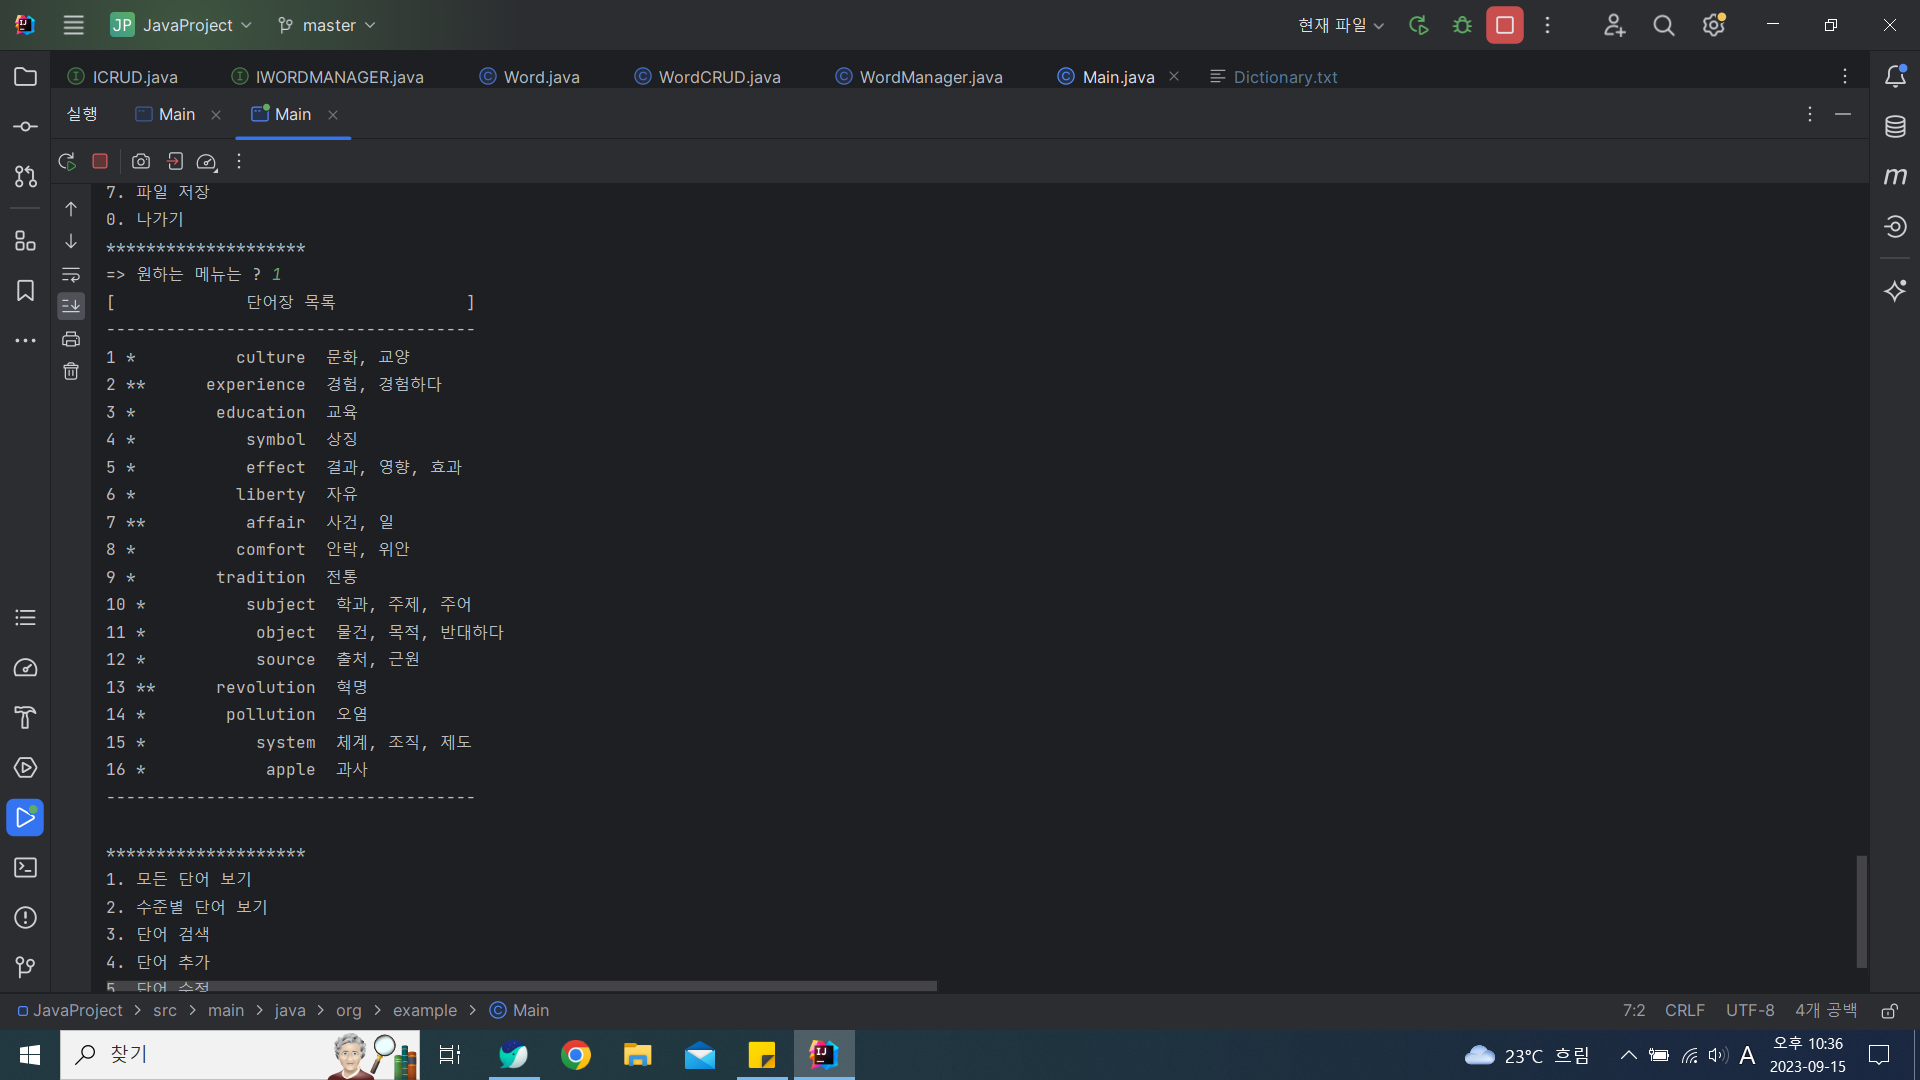 JP JavaProject master 현재 파일
ICRUD.java IWORDMANAGER.java Word.java WordCRUD.java WordManager.java Main.java Dictionary.txt
실행 Main Main
7. 파일 저장
0. 나가기
********************
=> 원하는 메뉴는 ? 1
[ 단어장 목록 ]
-------------------------------------
1 * culture 문화, 교양
2 ** experience 경험, 경험하다
3 * education 교육
4 * symbol 상징
5 * effect 결과, 영향, 효과
6 * liberty 자유
7 ** affair 사건, 일
8 * comfort 안락, 위안
9 * tradition 전통
10 * subject 학과, 주제, 주어
11 * object 물건, 목적, 반대하다
12 * source 출처, 근원
13 ** revolution 혁명
14 * pollution 오염
15 * system 체계, 조직, 제도
16 * apple 과사
-------------------------------------
********************
1. 모든 단어 보기
2. 수준별 단어 보기
3. 단어 검색
4. 단어 추가
5. 단어 수정
JavaProject > src > main > java > org > example > Main 7:2 CRLF UTF-8 4개 공백
찾기 23°C 흐림 A 오후 10:36
2023-09-15